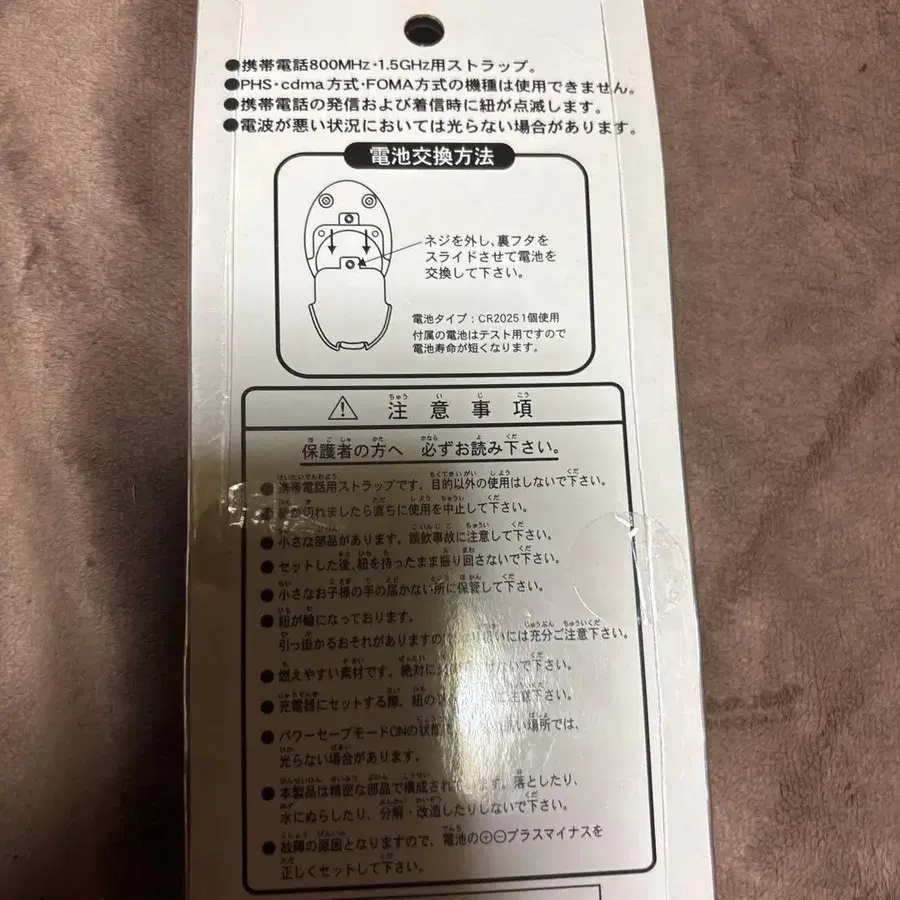 ●携帯電話800MHz・1.5GHz用ストラップ。
●PHS・cdma方式・FOMA方式の機種は使用できません。
●携帯電話の発信および着信時に紐が点滅します。
●電波が悪い状況においては光らない場合があります。
電池交換方法
ネジを外し、裏フタを
スライドさせて電池を
交換して下さい。
電池タイプ：CR2025 1個使用
付属の電池はテスト用ですので
電池寿命が短くなります。
⚠ 注意事項
保護者の方へ 必ずお読み下さい。
●携帯電話用ストラップです。目的以外の使用はしないで下さい。
●紐が切れましたら直ちに使用を中止して下さい。
●小さな部品があります。誤飲事故に注意して下さい。
●セットした後、紐を持ったまま振り回さないで下さい。
●小さなお子様の手の届かない所に保管して下さい。
●紐が輪になっております。
引っ掛かるおそれがありますので 扱いには充分ご注意下さい。
●燃えやすい素材です。絶対に ないで下さい。
●充電器にセットする際、紐の 注意下さい。
●パワーセーブモードONの状態 場所では、
光らない場合があります。
●本製品は精密な部品で構成されて ます。落としたり、
水にぬらしたり、分解・改造したりしないで下さい。
●故障の原因となりますので、電池の⊕⊖プラスマイナスを
正しくセットして下さい。